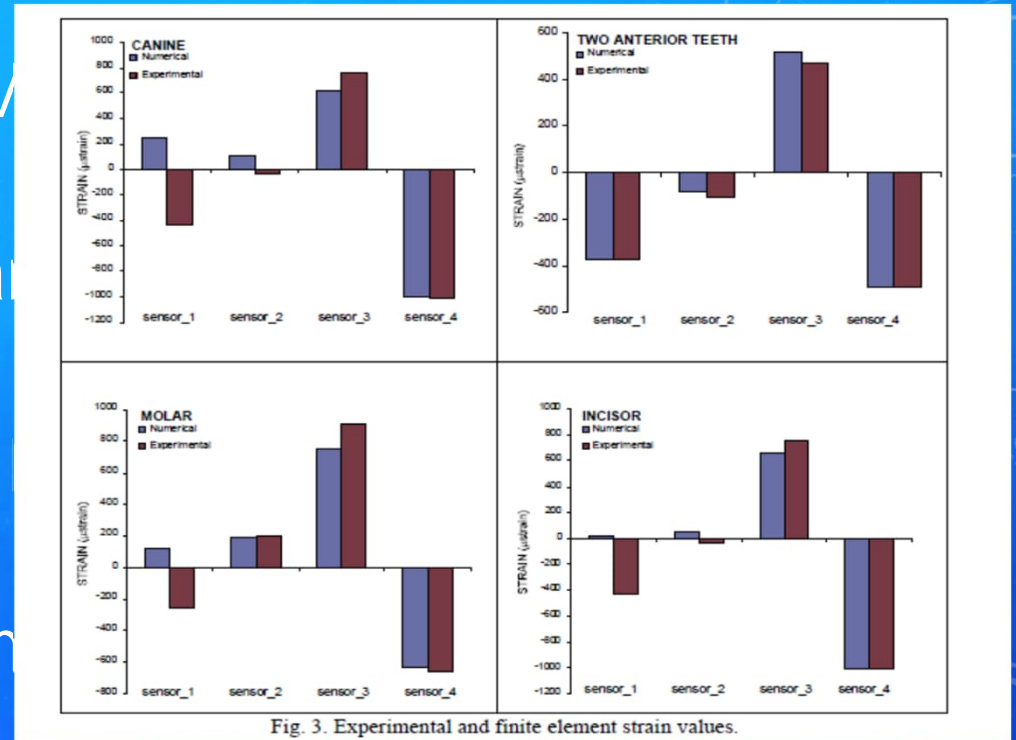 CANINE
Numerical
Experimental
STRAIN (µstrain)
1000
800
600
400
200
0
-200
-400
-600
-800
-1000
-1200
sensor_1 sensor_2 sensor_3 sensor_4
TWO ANTERIOR TEETH
Numerical
Experimental
STRAIN (µstrain)
600
400
200
0
-200
-400
-600
sensor_1 sensor_2 sensor_3 sensor_4
MOLAR
Numerical
Experimental
STRAIN (µstrain)
1000
800
600
400
200
0
-200
-400
-600
-800
sensor_1 sensor_2 sensor_3 sensor_4
INCISOR
Numerical
Experimental
STRAIN (µstrain)
1000
800
600
400
200
0
-200
-400
-600
-800
-1000
-1200
sensor_1 sensor_2 sensor_3 sensor_4
Fig. 3. Experimental and finite element strain values.